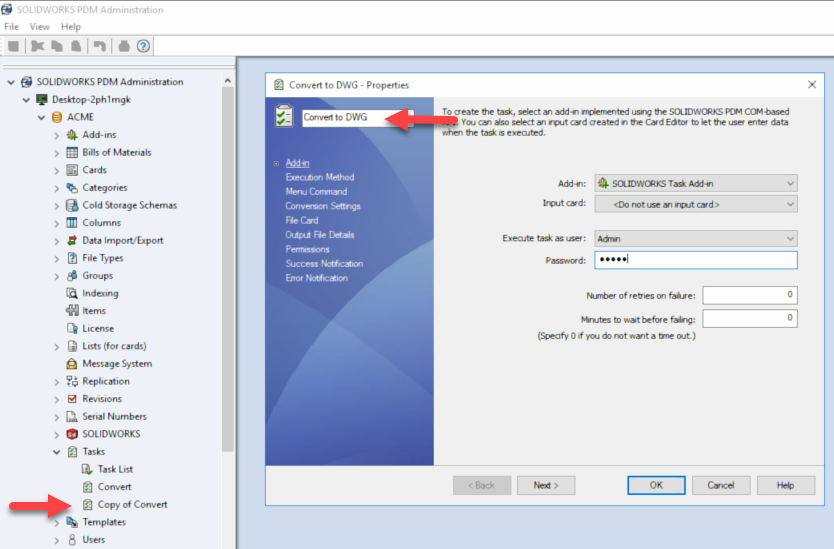 SOLIDWORKS PDM Administration
File View Help
SOLIDWORKS PDM Administration
Desktop-2ph1mgk
ACME
Add-ins
Bills of Materials
Cards
Categories
Cold Storage Schemas
Columns
Data Import/Export
File Types
Groups
Indexing
Items
License
Lists (for cards)
Message System
Replication
Revisions
Serial Numbers
SOLIDWORKS
Tasks
Task List
Convert
Copy of Convert
Templates
Users
Convert to DWG - Properties
Convert to DWG
Add-in
Execution Method
Menu Command
Conversion Settings
File Card
Output File Details
Permissions
Success Notification
Error Notification
To create the task, select an add-in implemented using the SOLIDWORKS PDM COM-based
You can also select an input card created in the Card Editor to let the user enter data
when the task is executed.
Add-in: SOLIDWORKS Task Add-in
Input card: <Do not use an input card>
Execute task as user: Admin
Password: •••••
Number of retries on failure: 0
Minutes to wait before failing: 0
(Specify 0 if you do not want a time out.)
< Back Next > OK Cancel Help